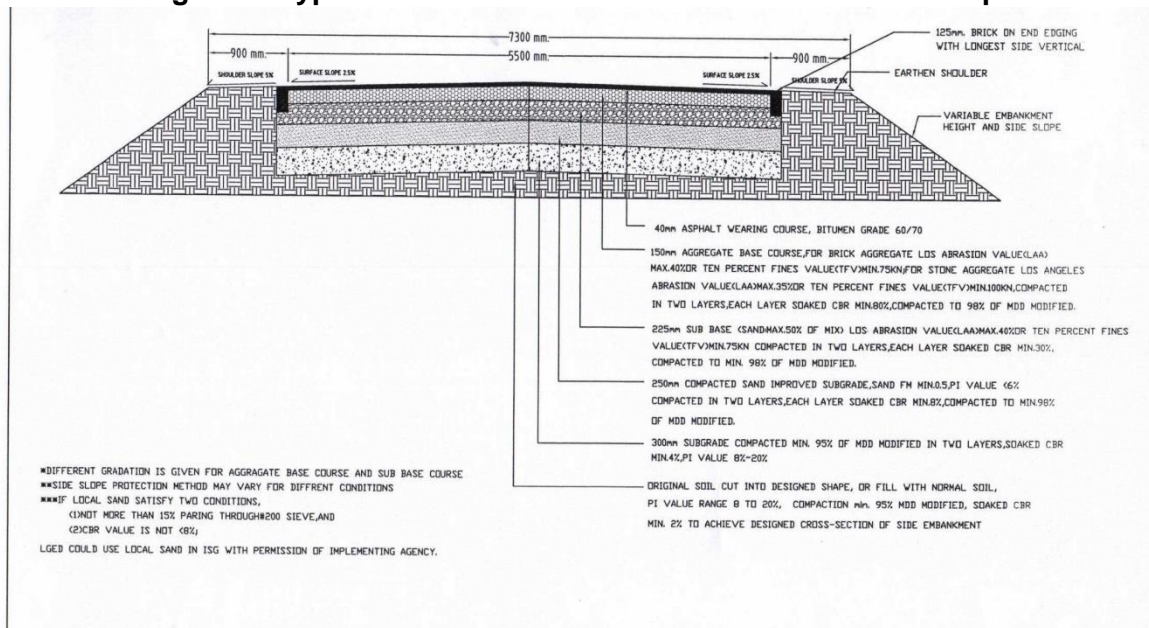 7300 mm.
900 mm.
5500 mm.
900 mm.
SHOULDER SLOPE 5%
SURFACE SLOPE 2.5%
SURFACE SLOPE 2.5%
SHOULDER SLOPE 5%
125mm. BRICK ON END EDGING
WITH LONGEST SIDE VERTICAL
EARTHEN SHOULDER
VARIABLE EMBANKMENT
HEIGHT AND SIDE SLOPE
40mm ASPHALT WEARING COURSE, BITUMEN GRADE 60/70
150mm AGGREGATE BASE COURSE,FOR BRICK AGGREGATE LOS ABRASION VALUE(LAA)
MAX.40%OR TEN PERCENT FINES VALUE(TFV)MIN.75KN,FOR STONE AGGREGATE LOS ANGELES
ABRASION VALUE(LAA)MAX.35%OR TEN PERCENT FINES VALUE(TFV)MIN.100KN,COMPACTED
IN TWO LAYERS,EACH LAYER SOAKED CBR MIN.80%,COMPACTED TO 98% OF MDD MODIFIED.
225mm SUB BASE (SAND-MAX.50% OF MIX) LOS ABRASION VALUE(LAA)MAX.40%OR TEN PERCENT FINES
VALUE(TFV)MIN.75KN COMPACTED IN TWO LAYERS,EACH LAYER SOAKED CBR MIN.30%,
COMPACTED TO MIN. 98% OF MDD MODIFIED.
250mm COMPACTED SAND IMPROVED SUBGRADE,SAND FM MIN.0.5,PI VALUE <6%
COMPACTED IN TWO LAYERS,EACH LAYER SOAKED CBR MIN.8%,COMPACTED TO MIN.98%
OF MDD MODIFIED.
300mm SUBGRADE COMPACTED MIN. 95% OF MDD MODIFIED IN TWO LAYERS,SOAKED CBR
MIN.4%,PI VALUE 8%-20%
ORIGINAL SOIL CUT INTO DESIGNED SHAPE, OR FILL WITH NORMAL SOIL,
PI VALUE RANGE 8 TO 20%, COMPACTION min. 95% MDD MODIFIED, SOAKED CBR
MIN. 2% TO ACHIEVE DESIGNED CROSS-SECTION OF SIDE EMBANKMENT
*DIFFERENT GRADATION IS GIVEN FOR AGGRAGATE BASE COURSE AND SUB BASE COURSE
**SIDE SLOPE PROTECTION METHOD MAY VARY FOR DIFFRENT CONDITIONS
***IF LOCAL SAND SATISFY TWO CONDITIONS,
(1)NOT MORE THAN 15% PARING THROUGH#200 SIEVE,AND
(2)CBR VALUE IS NOT <8%;
LGED COULD USE LOCAL SAND IN ISG WITH PERMISSION OF IMPLEMENTING AGENCY.